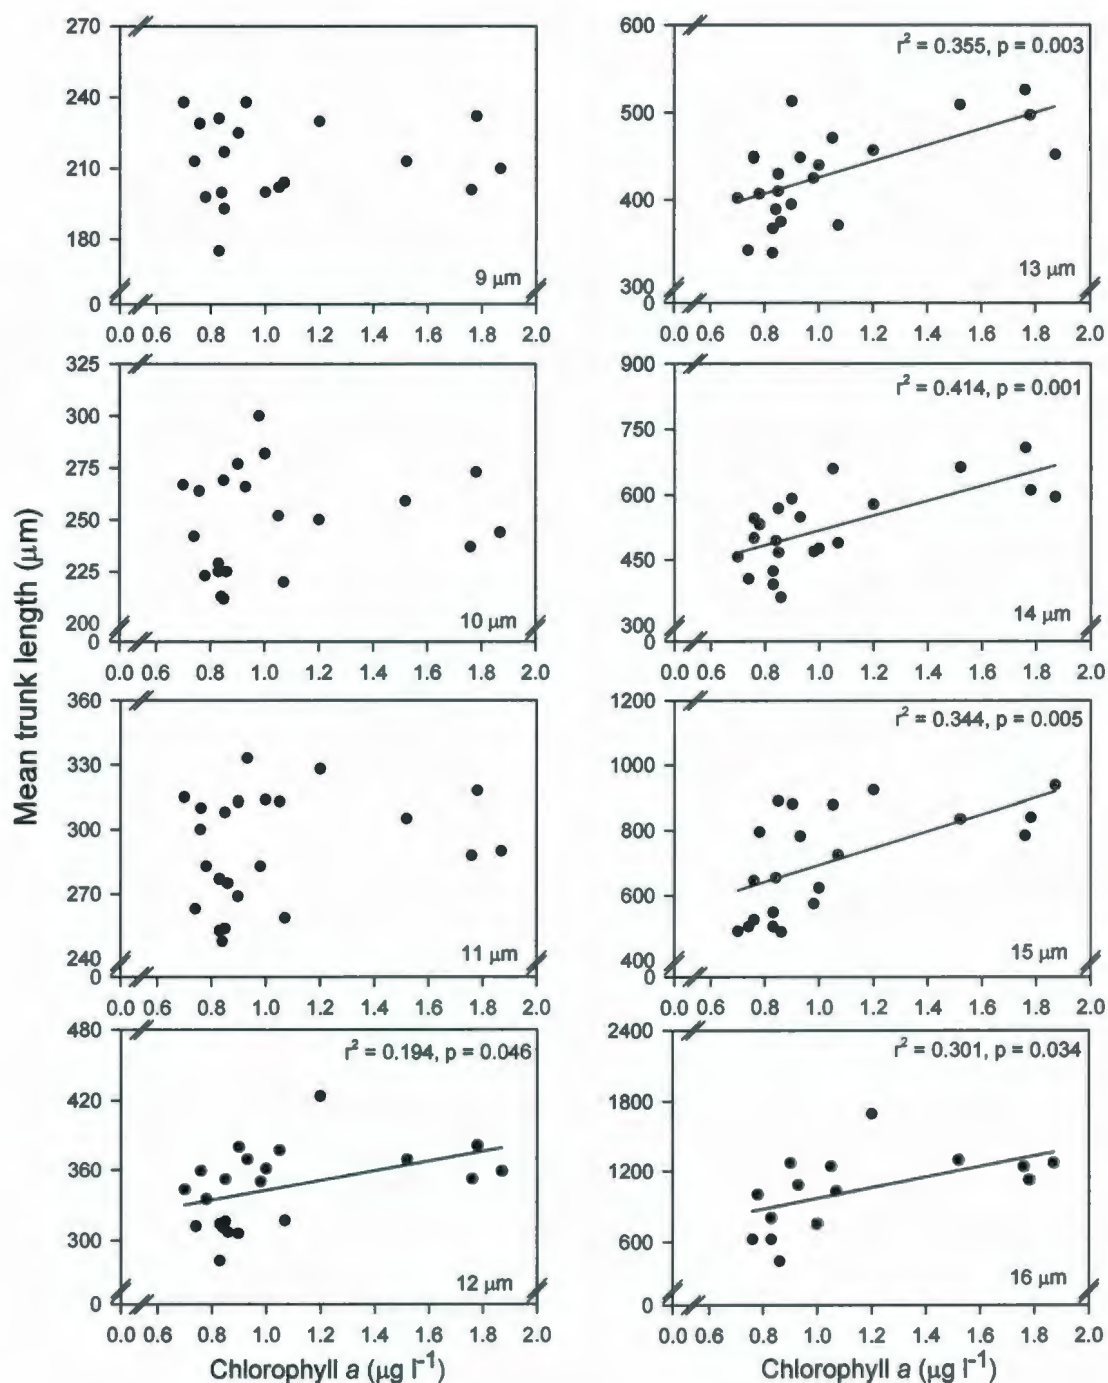 Mean trunk length (μm)
270
240
210
180
0
9 μm
0.0 0.6 0.8 1.0 1.2 1.4 1.6 1.8 2.0
325
300
275
250
225
200
0
10 μm
0.0 0.6 0.8 1.0 1.2 1.4 1.6 1.8 2.0
360
330
300
270
240
0
11 μm
0.0 0.6 0.8 1.0 1.2 1.4 1.6 1.8 2.0
480
420
360
300
0
r² = 0.194, p = 0.046
12 μm
0.0 0.6 0.8 1.0 1.2 1.4 1.6 1.8 2.0
Chlorophyll a (μg l⁻¹)
600
500
400
300
0
r² = 0.355, p = 0.003
13 μm
0.0 0.6 0.8 1.0 1.2 1.4 1.6 1.8 2.0
900
750
600
450
300
0
r² = 0.414, p = 0.001
14 μm
0.0 0.6 0.8 1.0 1.2 1.4 1.6 1.8 2.0
1200
1000
800
600
400
0
r² = 0.344, p = 0.005
15 μm
0.0 0.6 0.8 1.0 1.2 1.4 1.6 1.8 2.0
2400
1800
1200
600
0
r² = 0.301, p = 0.034
16 μm
0.0 0.6 0.8 1.0 1.2 1.4 1.6 1.8 2.0
Chlorophyll a (μg l⁻¹)